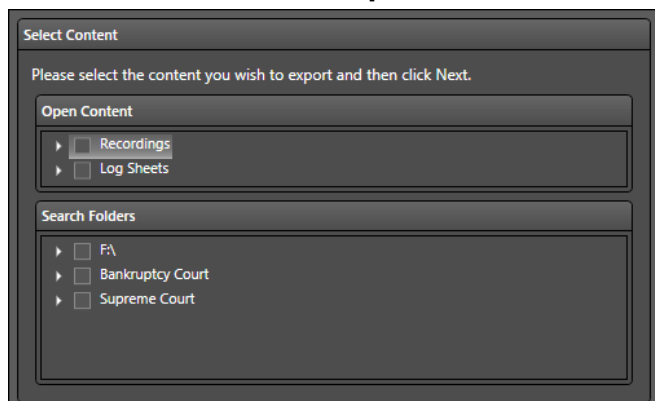 Select Content
Please select the content you wish to export and then click Next.
Open Content
Recordings
Log Sheets
Search Folders
F:\
Bankruptcy Court
Supreme Court